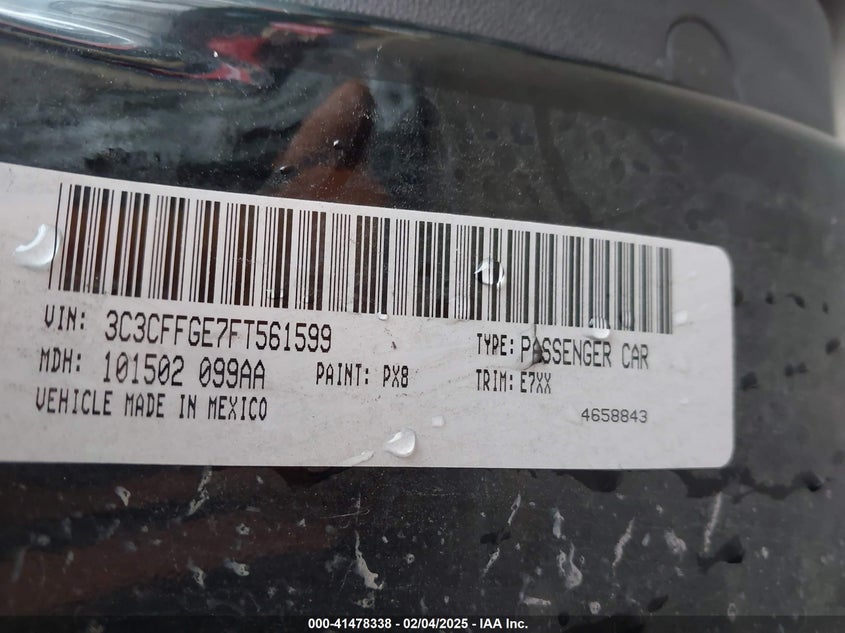 VIN: 3C3CFFGE7FT561599 TYPE: PASSENGER CAR
MDH: 101502 099AA PAINT: PX8 TRIM: E7XX
VEHICLE MADE IN MEXICO 4658843
000-41478338 - 02/04/2025 - IAA Inc.